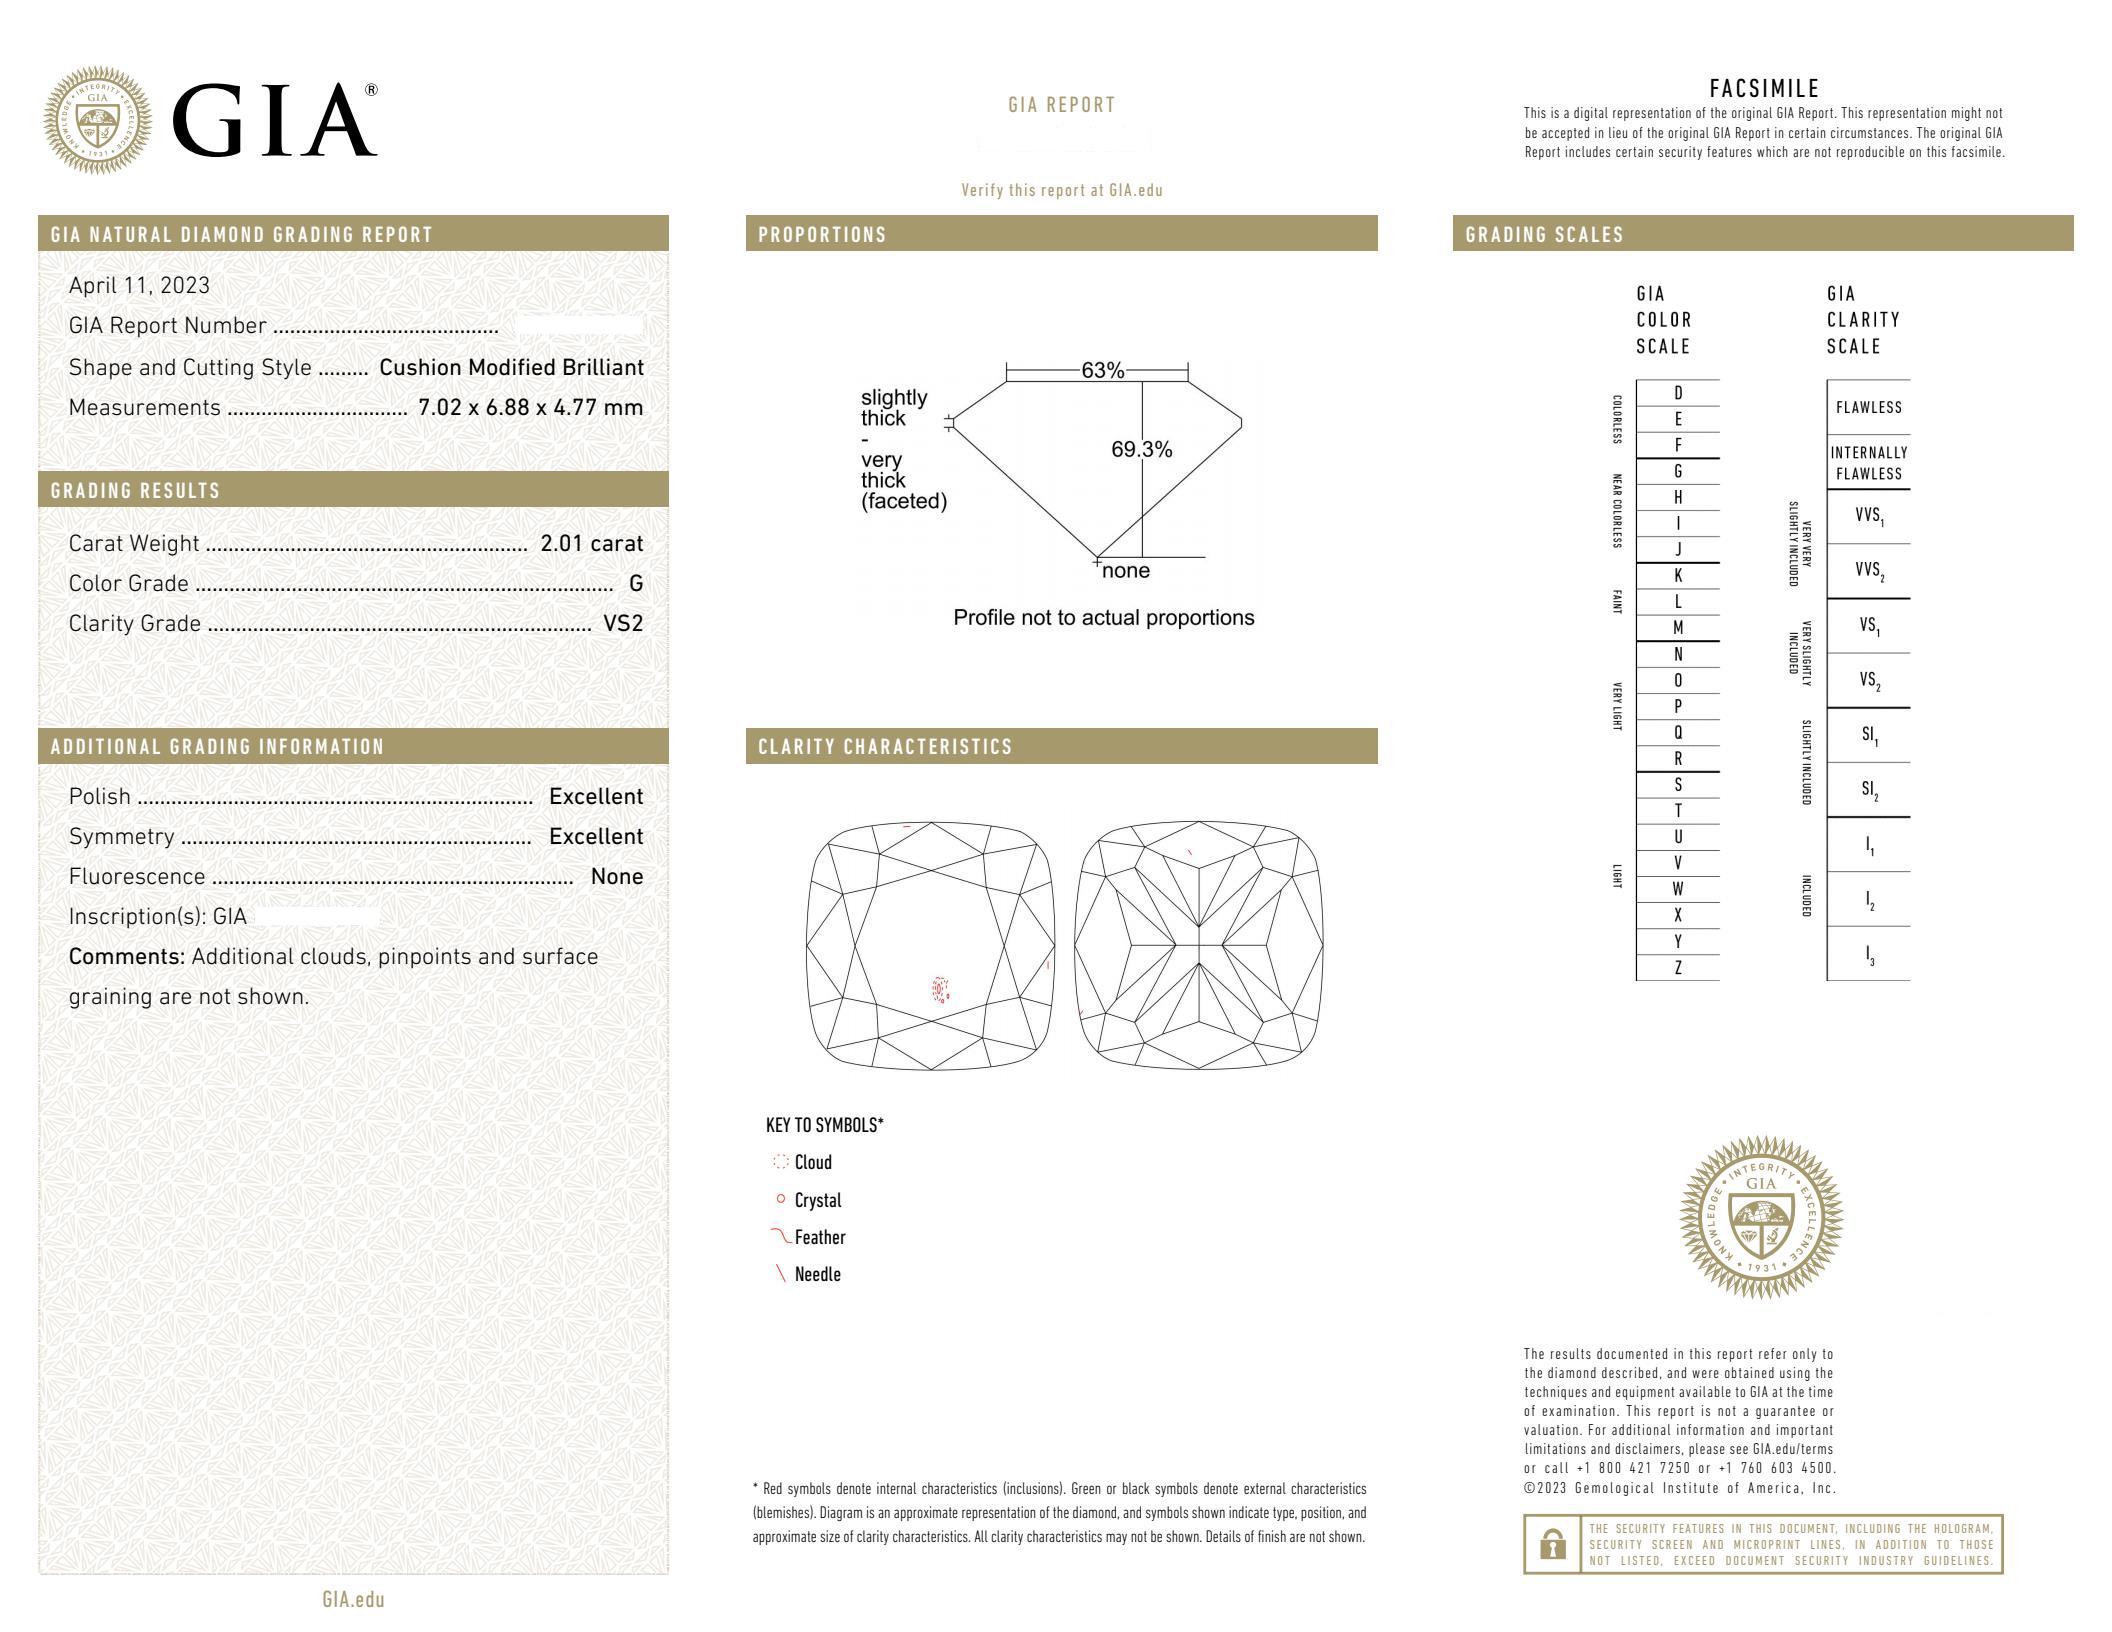 GIA®
KNOWLEDGE • INTEGRITY • EXCELLENCE
GIA
1931
GIA NATURAL DIAMOND GRADING REPORT
April 11, 2023
GIA Report Number ........................................
Shape and Cutting Style ......... Cushion Modified Brilliant
Measurements ................................ 7.02 x 6.88 x 4.77 mm
GRADING RESULTS
Carat Weight ......................................................... 2.01 carat
Color Grade .......................................................................... G
Clarity Grade .................................................................... VS2
ADDITIONAL GRADING INFORMATION
Polish ...................................................................... Excellent
Symmetry .............................................................. Excellent
Fluorescence ................................................................ None
Inscription(s): GIA
Comments: Additional clouds, pinpoints and surface
graining are not shown.
GIA.edu
GIA REPORT
Verify this report at GIA.edu
PROPORTIONS
63%
slightly
thick
-
very
thick
(faceted)
69.3%
none
Profile not to actual proportions
CLARITY CHARACTERISTICS
KEY TO SYMBOLS*
Cloud
Crystal
Feather
Needle
* Red symbols denote internal characteristics (inclusions). Green or black symbols denote external characteristics
(blemishes). Diagram is an approximate representation of the diamond, and symbols shown indicate type, position, and
approximate size of clarity characteristics. All clarity characteristics may not be shown. Details of finish are not shown.
FACSIMILE
This is a digital representation of the original GIA Report. This representation might not
be accepted in lieu of the original GIA Report in certain circumstances. The original GIA
Report includes certain security features which are not reproducible on this facsimile.
GRADING SCALES
GIA
COLOR
SCALE
COLORLESS
D
E
F
NEAR COLORLESS
G
H
I
J
FAINT
K
L
M
VERY LIGHT
N
O
P
Q
R
LIGHT
S
T
U
V
W
X
Y
Z
GIA
CLARITY
SCALE
FLAWLESS
INTERNALLY
FLAWLESS
VERY VERY
SLIGHTLY INCLUDED
VVS1
VVS2
VERY SLIGHTLY
INCLUDED
VS1
VS2
SLIGHTLY INCLUDED
SI1
SI2
INCLUDED
I1
I2
I3
KNOWLEDGE • INTEGRITY • EXCELLENCE
GIA
1931
The results documented in this report refer only to
the diamond described, and were obtained using the
techniques and equipment available to GIA at the time
of examination. This report is not a guarantee or
valuation. For additional information and important
limitations and disclaimers, please see GIA.edu/terms
or call +1 800 421 7250 or +1 760 603 4500.
©2023 Gemological Institute of America, Inc.
THE SECURITY FEATURES IN THIS DOCUMENT, INCLUDING THE HOLOGRAM,
SECURITY SCREEN AND MICROPRINT LINES, IN ADDITION TO THOSE
NOT LISTED, EXCEED DOCUMENT SECURITY INDUSTRY GUIDELINES.